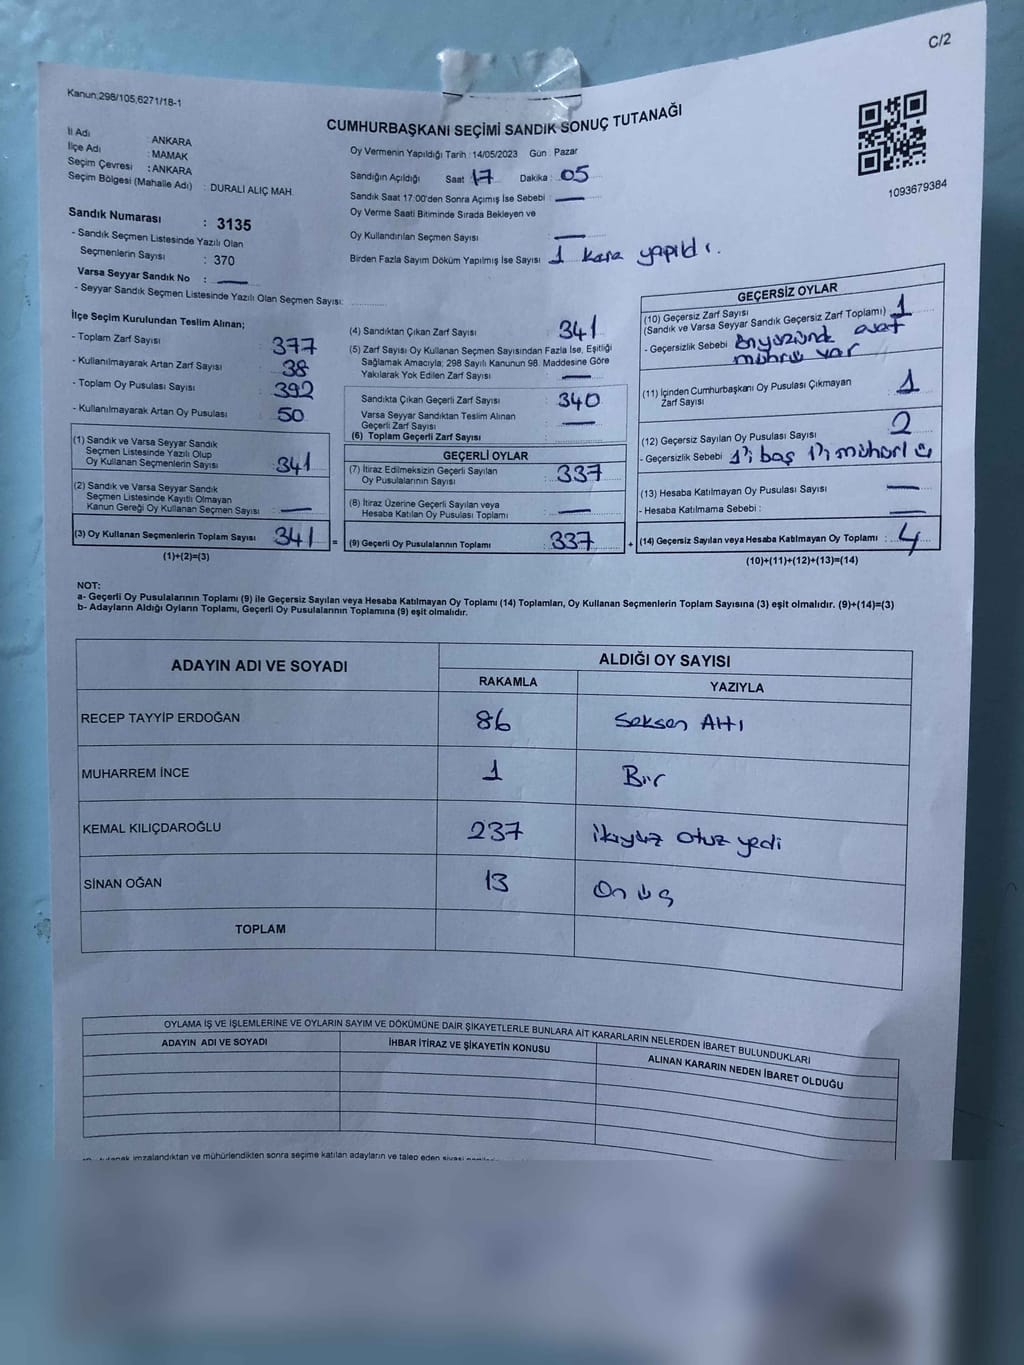 C/2
Kanun:298/105,6271/18-1
CUMHURBAŞKANI SEÇİMİ SANDIK SONUÇ TUTANAĞI
İl Adı : ANKARA
İlçe Adı : MAMAK
Seçim Çevresi : ANKARA
Seçim Bölgesi (Mahalle Adı) : DURALİ ALIÇ MAH.
Oy Vermenin Yapıldığı Tarih : 14/05/2023 Gün : Pazar
Sandığın Açıldığı Saat 17 Dakika : 05
Sandık Saat 17:00'den Sonra Açımış İse Sebebi : —
Oy Verme Saati Bitiminde Sırada Bekleyen ve
Oy Kullandırılan Seçmen Sayısı : —
Birden Fazla Sayım Döküm Yapılmış İse Sayısı : 1 kere yapıldı.
1093679384
Sandık Numarası : 3135
- Sandık Seçmen Listesinde Yazılı Olan
Seçmenlerin Sayısı : 370
Varsa Seyyar Sandık No : —
- Seyyar Sandık Seçmen Listesinde Yazılı Olan Seçmen Sayısı:
İlçe Seçim Kurulundan Teslim Alınan;
- Toplam Zarf Sayısı 377
- Kullanılmayarak Artan Zarf Sayısı 38
- Toplam Oy Pusulası Sayısı 392
- Kullanılmayarak Artan Oy Pusulası 50
(1) Sandık ve Varsa Seyyar Sandık
Seçmen Listesinde Yazılı Olup
Oy Kullanan Seçmenlerin Sayısı : 341
(2) Sandık ve Varsa Seyyar Sandık
Seçmen Listesinde Kayıtlı Olmayan
Kanun Gereği Oy Kullanan Seçmen Sayısı : —
(3) Oy Kullanan Seçmenlerin Toplam Sayısı 341 =
(1)+(2)=(3)
(4) Sandıktan Çıkan Zarf Sayısı 341
(5) Zarf Sayısı Oy Kullanan Seçmen Sayısından Fazla İse, Eşitliği
Sağlamak Amacıyla; 298 Sayılı Kanunun 98. Maddesine Göre
Yakılarak Yok Edilen Zarf Sayısı : —
Sandıkta Çıkan Geçerli Zarf Sayısı : 340
Varsa Seyyar Sandıktan Teslim Alınan
Geçerli Zarf Sayısı : —
(6) Toplam Geçerli Zarf Sayısı :
GEÇERLİ OYLAR
(7) İtiraz Edilmeksizin Geçerli Sayılan
Oy Pusulalarının Sayısı : 337
(8) İtiraz Üzerine Geçerli Sayılan veya
Hesaba Katılan Oy Pusulası Toplamı : —
(9) Geçerli Oy Pusulalarının Toplamı : 337 +
GEÇERSİZ OYLAR
(10) Geçersiz Zarf Sayısı
(Sandık ve Varsa Seyyar Sandık Geçersiz Zarf Toplamı) 1
- Geçersizlik Sebebi : Önyüzünde evet
mührü var
(11) İçinden Cumhurbaşkanı Oy Pusulası Çıkmayan
Zarf Sayısı : 1
(12) Geçersiz Sayılan Oy Pusulası Sayısı : 2
- Geçersizlik Sebebi 1'i boş 1'i mühürlü
(13) Hesaba Katılmayan Oy Pusulası Sayısı : —
- Hesaba Katılmama Sebebi : —
(14) Geçersiz Sayılan veya Hesaba Katılmayan Oy Toplamı : 4
(10)+(11)+(12)+(13)=(14)
NOT:
a- Geçerli Oy Pusulalarının Toplamı (9) ile Geçersiz Sayılan veya Hesaba Katılmayan Oy Toplamı (14) Toplamları, Oy Kullanan Seçmenlerin Toplam Sayısına (3) eşit olmalıdır. (9)+(14)=(3)
b- Adayların Aldığı Oyların Toplamı, Geçerli Oy Pusulalarının Toplamına (9) eşit olmalıdır.
ADAYIN ADI VE SOYADI ALDIĞI OY SAYISI
RAKAMLA YAZIYLA
RECEP TAYYİP ERDOĞAN 86 Seksen Altı
MUHARREM İNCE 1 Bir
KEMAL KILIÇDAROĞLU 237 ikiyüz otuz yedi
SİNAN OĞAN 13 On üç
TOPLAM
OYLAMA İŞ VE İŞLEMLERİNE VE OYLARIN SAYIM VE DÖKÜMÜNE DAİR ŞİKAYETLERLE BUNLARA AİT KARARLARIN NELERDEN İBARET BULUNDUKLARI
ADAYIN ADI VE SOYADI İHBAR İTİRAZ VE ŞİKAYETİN KONUSU ALINAN KARARIN NEDEN İBARET OLDUĞU
tutanak imzalandıktan ve mühürlendikten sonra seçime katılan adayların ve talep eden siyasi